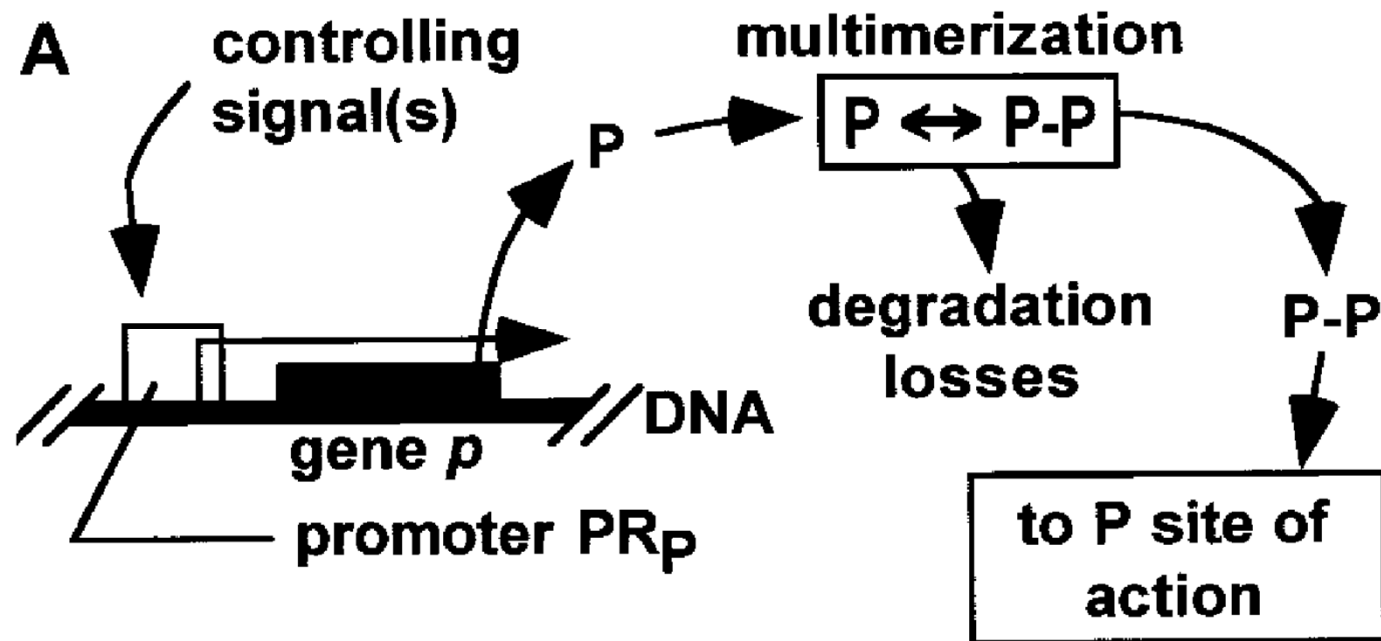 A
controlling
signal(s)
multimerization
P
P ↔ P-P
degradation
losses
P-P
DNA
gene p
promoter PRP
to P site of
action